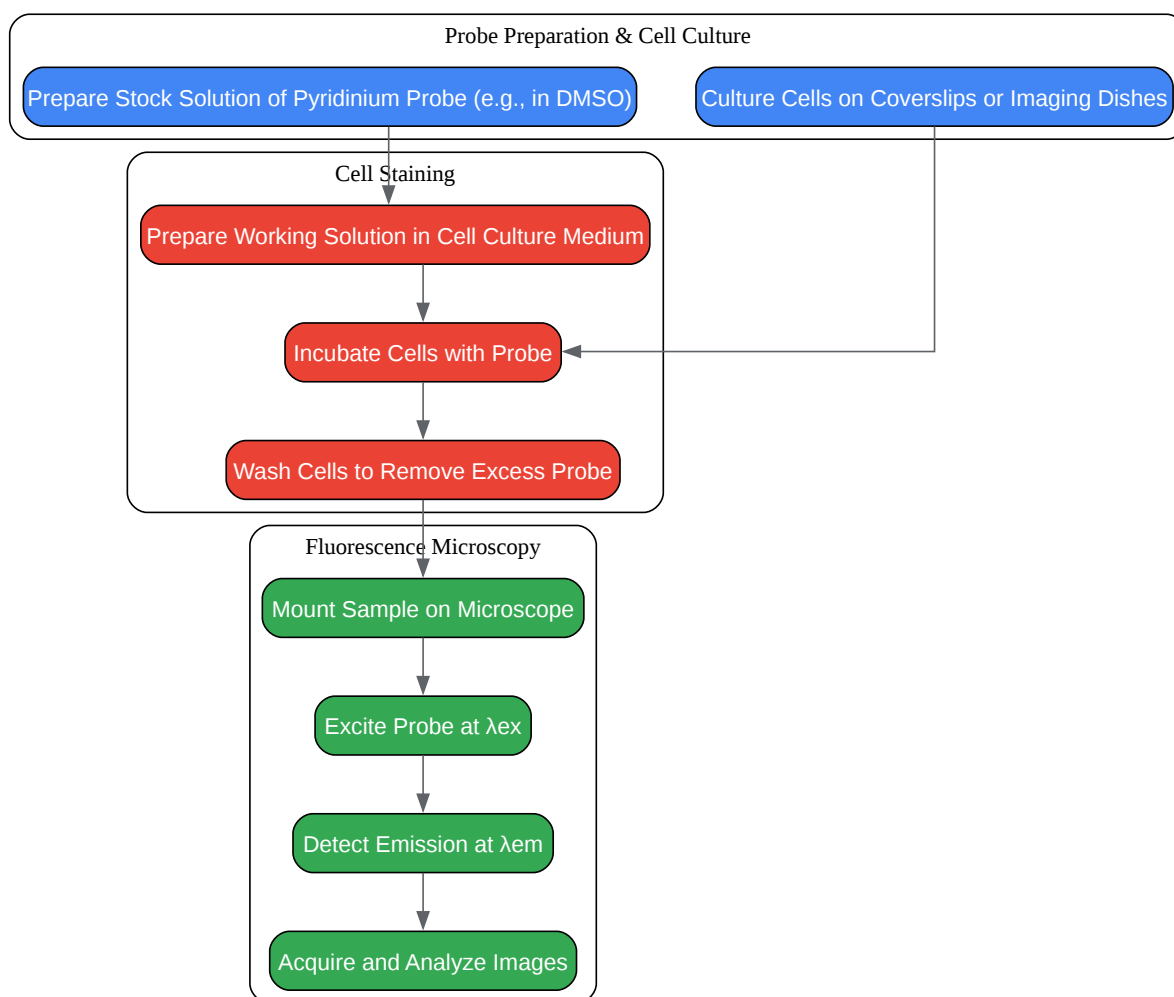 Probe Preparation & Cell Culture
Prepare Stock Solution of Pyridinium Probe (e.g., in DMSO)
Culture Cells on Coverslips or Imaging Dishes
Cell Staining
Prepare Working Solution in Cell Culture Medium
Incubate Cells with Probe
Wash Cells to Remove Excess Probe
Fluorescence Microscopy
Mount Sample on Microscope
Excite Probe at λex
Detect Emission at λem
Acquire and Analyze Images